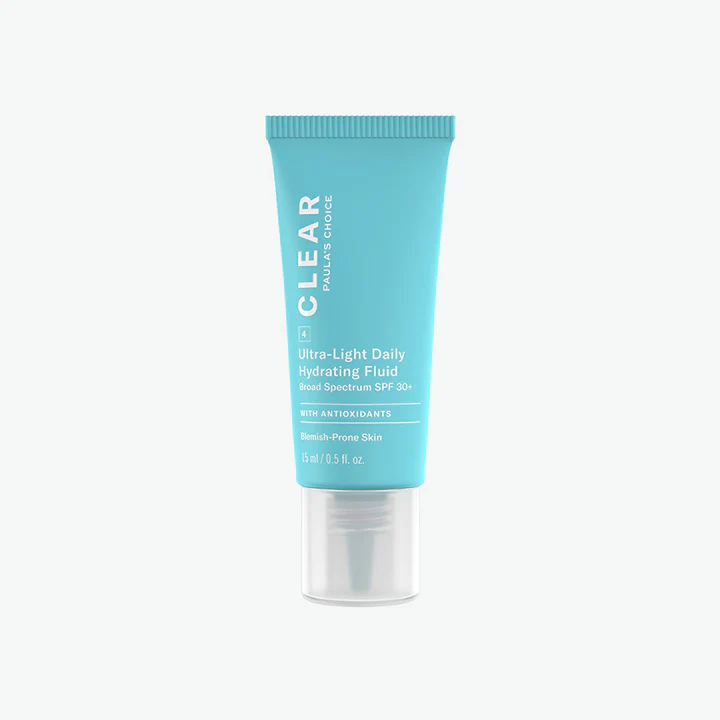 CLEAR
PAULA'S CHOICE
4
Ultra-Light Daily
Hydrating Fluid
Broad Spectrum SPF 30+
WITH ANTIOXIDANTS
Blemish-Prone Skin
15 ml / 0.5 fl. oz.